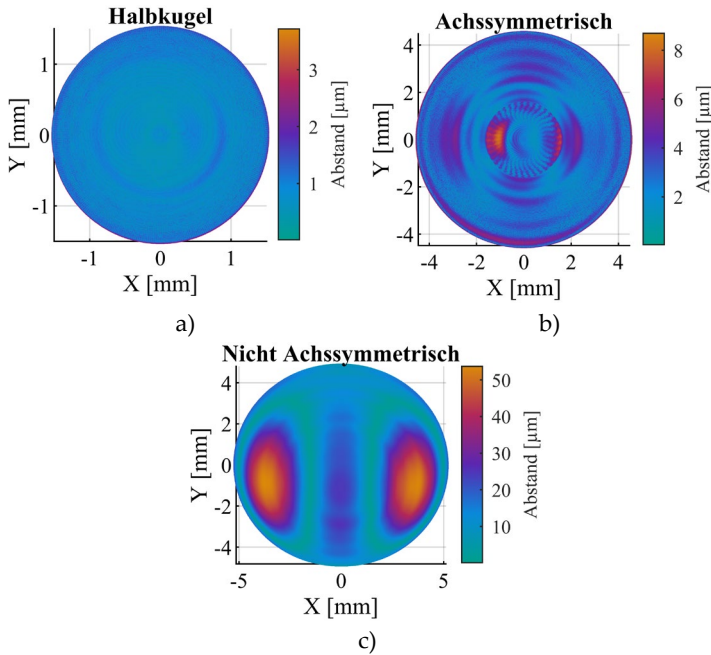 Halbkugel
Y [mm]
1
0
-1
-1
0
1
X [mm]
3
2
1
Abstand [µm]
a)
Achssymmetrisch
Y [mm]
4
2
0
-2
-4
-4
-2
0
2
4
X [mm]
8
6
4
2
Abstand [µm]
b)
Nicht Achssymmetrisch
Y [mm]
4
2
0
-2
-4
-5
0
5
X [mm]
50
40
30
20
10
Abstand [µm]
c)